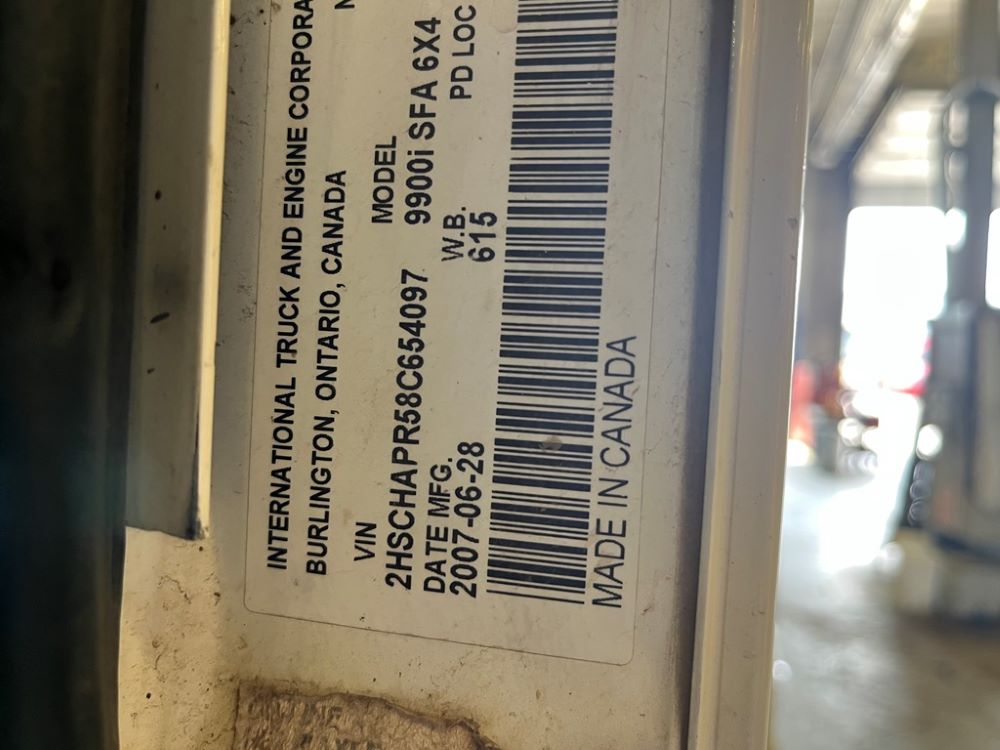 INTERNATIONAL TRUCK AND ENGINE CORPORA
BURLINGTON, ONTARIO, CANADA
VIN MODEL
2HSCHAPR58C654097 9900i SFA 6X4
DATE MFG. W.B. PD LOC
2007-06-28 615
MADE IN CANADA